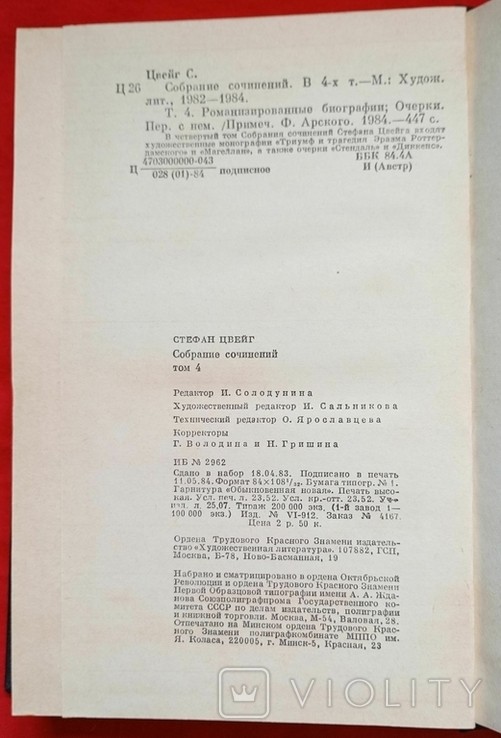 Цвейг С.
Ц 26 Собрание сочинений. В 4-х т.—М.: Худож.
лит., 1982—1984.
Т. 4. Романизированные биографии; Очерки.
Пер. с нем. /Примеч. Ф. Арского. 1984.—447 с.
В четвертый том Собрания сочинений Стефана Цвейга входят
художественные монографии «Триумф и трагедия Эразма Роттер-
дамского» и «Магеллан», а также очерки «Стендаль» и «Диккенс».
Ц 4703000000-043 ББК 84.4А
028 (01)-84 подписное И (Австр)
СТЕФАН ЦВЕЙГ
Собрание сочинений
том 4
Редактор И. Солодунина
Художественный редактор И. Сальникова
Технический редактор О. Ярославцева
Корректоры
Г. Володина и Н. Гришина
ИБ № 2962
Сдано в набор 18.04.83. Подписано в печать
11.05.84. Формат 84×108¹/₃₂. Бумага типогр. № 1.
Гарнитура «Обыкновенная новая». Печать высо-
кая. Усл. печ. л. 23,52. Усл. кр.-отт. 23,52. Уч-
изд. л. 25,07. Тираж 200 000 экз. (1-й завод 1—
100 000 экз.) Изд. № VI-912. Заказ № 4167.
Цена 2 р. 50 к.
Ордена Трудового Красного Знамени издатель-
ство «Художественная литература». 107882, ГСП,
Москва, Б-78, Ново-Басманная, 19
Набрано и сматрицировано в ордена Октябрьской
Революции и ордена Трудового Красного Знамени
Первой Образцовой типографии имени А. А. Жда-
нова Союзполиграфпрома Государственного ко-
митета СССР по делам издательств, полиграфии
и книжной торговли. Москва, М-54, Валовая, 28.
Отпечатано на Минском ордена Трудового Крас-
ного Знамени полиграфкомбинате МППО им.
Я. Коласа, 220005, г. Минск-5, Красная, 23
VIOLITY